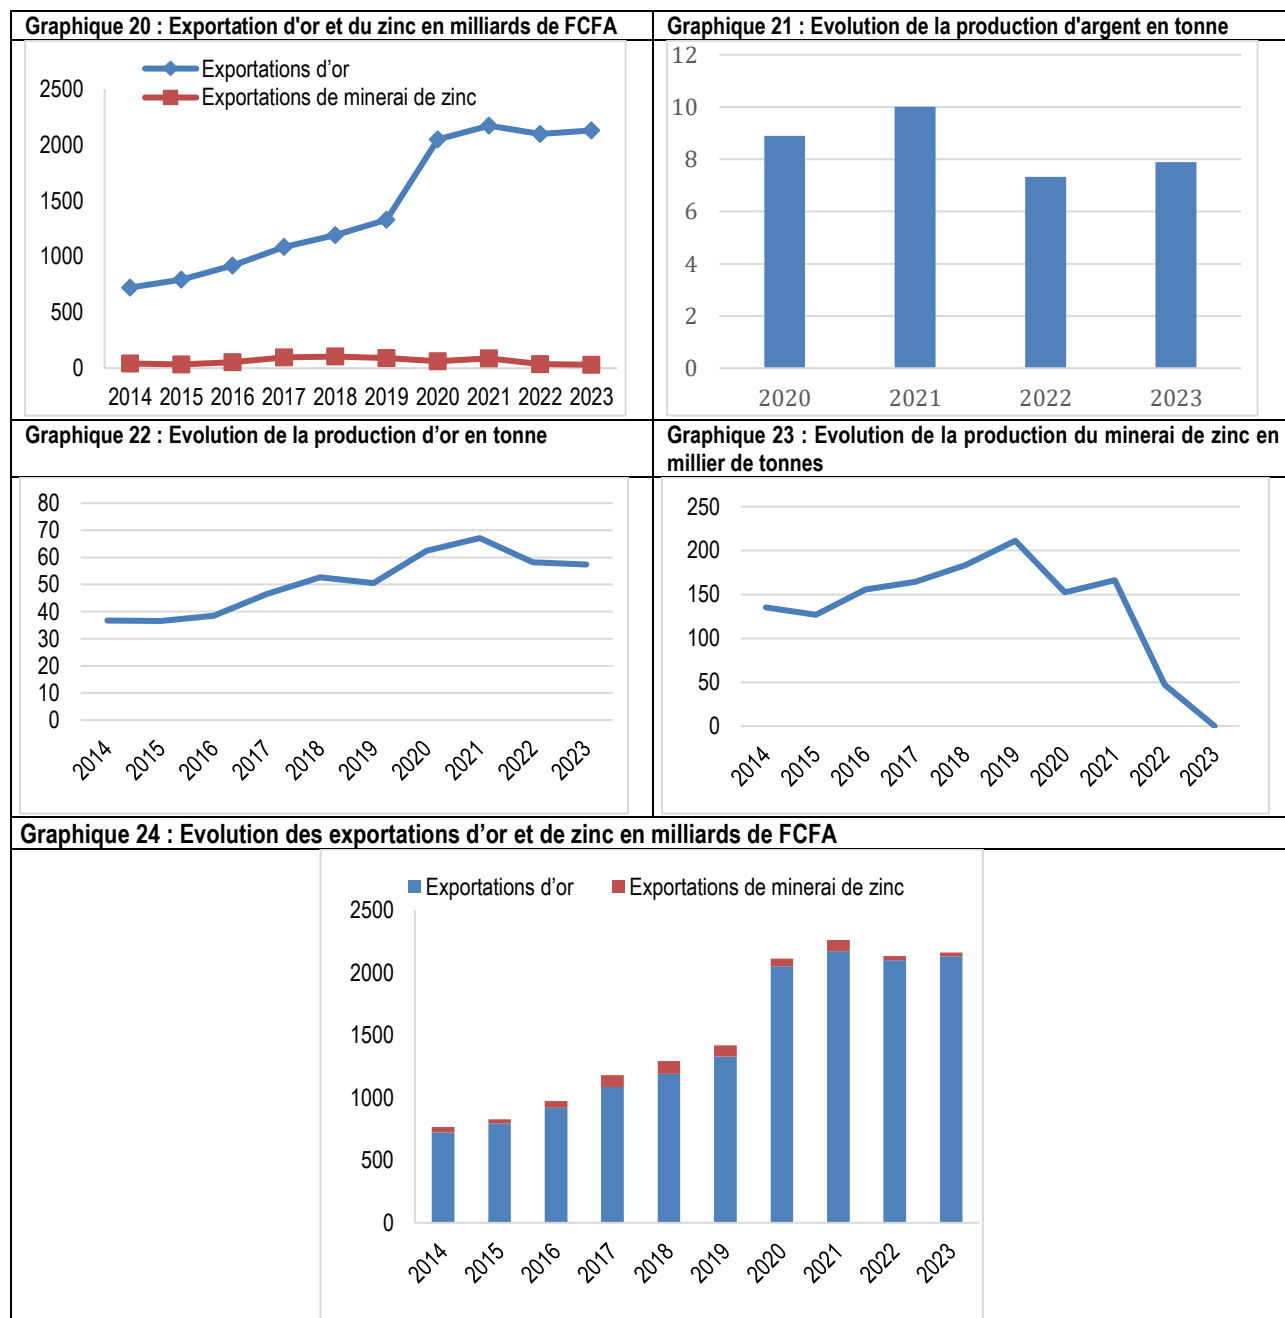 Graphique 20 : Exportation d'or et du zinc en milliards de FCFA
Exportations d’or
Exportations de minerai de zinc
2500
2000
1500
1000
500
0
2014 2015 2016 2017 2018 2019 2020 2021 2022 2023
Graphique 21 : Evolution de la production d'argent en tonne
12
10
8
6
4
2
0
2020 2021 2022 2023
Graphique 22 : Evolution de la production d’or en tonne
80
70
60
50
40
30
20
10
0
2014 2015 2016 2017 2018 2019 2020 2021 2022 2023
Graphique 23 : Evolution de la production du minerai de zinc en
millier de tonnes
250
200
150
100
50
0
2014 2015 2016 2017 2018 2019 2020 2021 2022 2023
Graphique 24 : Evolution des exportations d’or et de zinc en milliards de FCFA
Exportations d’or Exportations de minerai de zinc
2500
2000
1500
1000
500
0
2014 2015 2016 2017 2018 2019 2020 2021 2022 2023